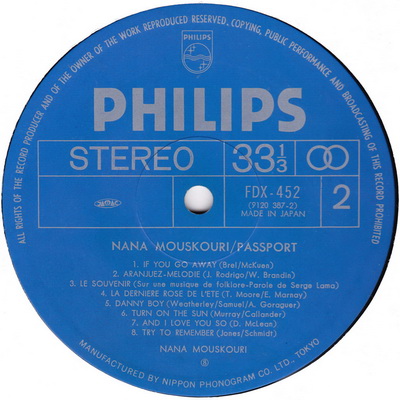 ALL RIGHTS OF THE RECORD PRODUCER AND OF THE OWNER OF THE WORK REPRODUCED RESERVED. COPYING, PUBLIC PERFORMANCE AND BROADCASTING OF THIS RECORD PROHIBITED
PHILIPS
PHILIPS
STEREO 33 1/3
FDX-452
(9120 387-2)
MADE IN JAPAN
2
NANA MOUSKOURI/PASSPORT
1. IF YOU GO AWAY (Brel/McKuen)
2. ARANJUEZ-MELODIE (J. Rodrigo/W. Brandin)
3. LE SOUVENIR (Sur une musique de folklore-Parole de Serge Lama)
4. LA DERNIERE ROSE DE L'ETE (T. Moore/E. Marnay)
5. DANNY BOY (Weatherley/Samuel/A. Goraguer)
6. TURN ON THE SUN (Murray/Callander)
7. AND I LOVE YOU SO (D. McLean)
8. TRY TO REMEMBER (Jones/Schmidt)
NANA MOUSKOURI
MANUFACTURED BY NIPPON PHONOGRAM CO. LTD., TOKYO